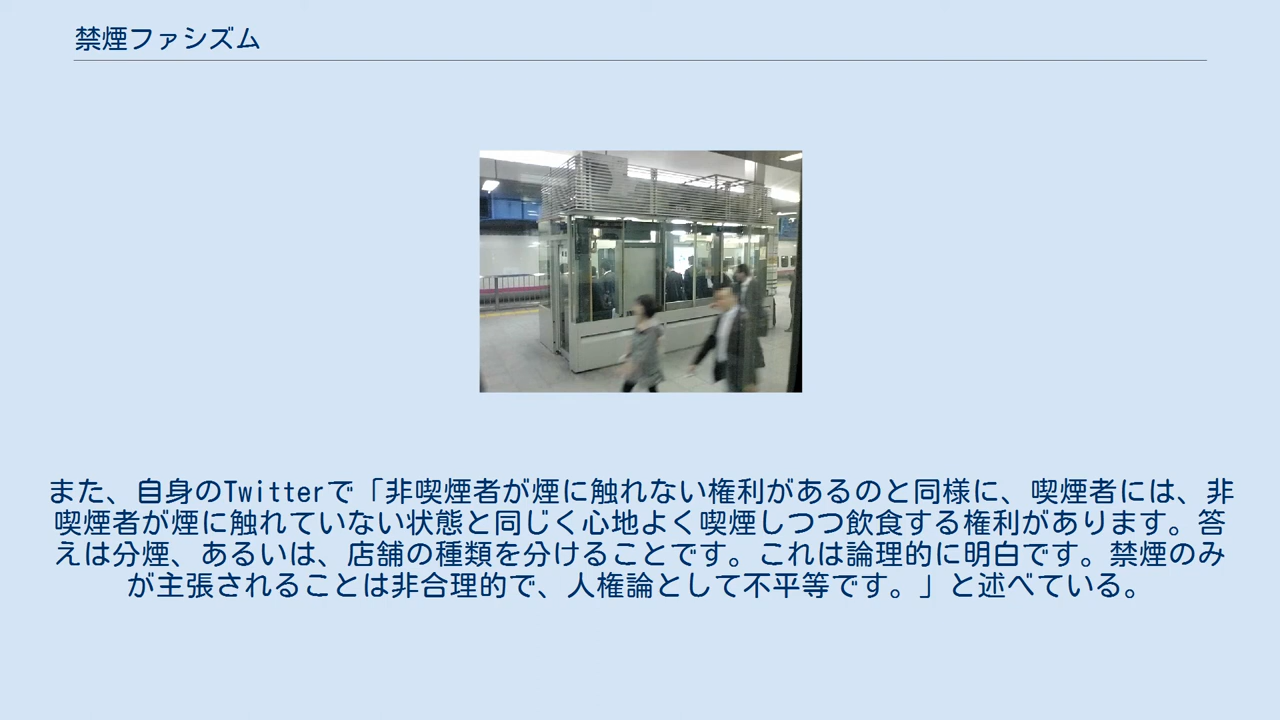 禁煙ファシズム
また、自身のTwitterで「非喫煙者が煙に触れない権利があるのと同様に、喫煙者には、非
喫煙者が煙に触れていない状態と同じく心地よく喫煙しつつ飲食する権利があります。答
えは分煙、あるいは、店舗の種類を分けることです。これは論理的に明白です。禁煙のみ
が主張されることは非合理的で、人権論として不平等です。」と述べている。